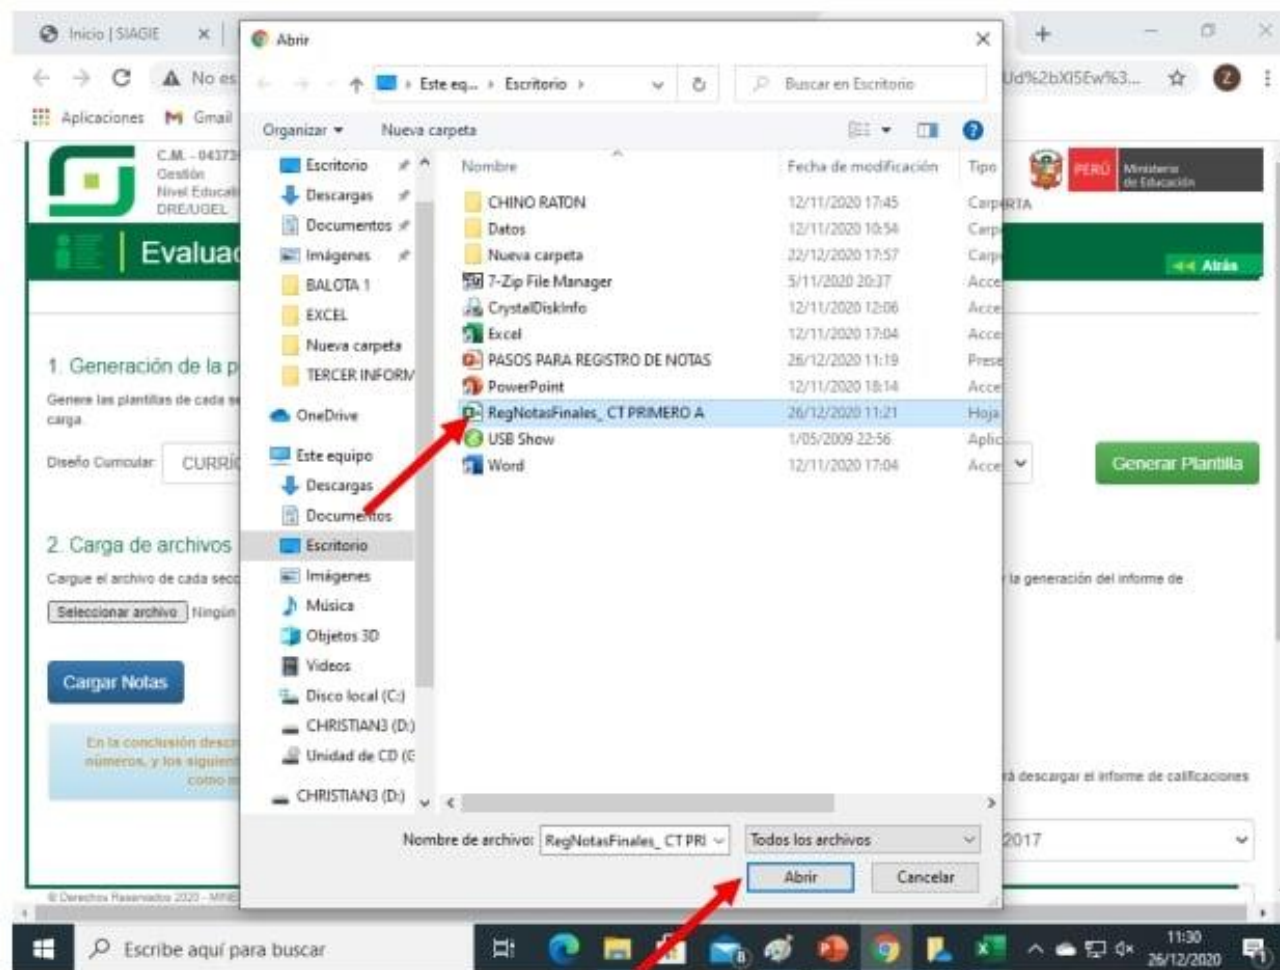 Inicio | SIAGIE
Abrir
No es
Ud%2bXI5Ew%3...
Z
Aplicaciones
Gmail
Este eq...
Escritorio
Buscar en Escritorio
Organizar
Nueva carpeta
C.M. - 04373
Gestión
Nivel Educati
DRE/UGEL
PERÚ
Ministerio
de Educación
RTA
Evaluac
Atrás
1. Generación de la p
Genere las plantillas de cada se
carga.
Diseño Curricular:
CURRÍC
Generar Plantilla
2. Carga de archivos
Cargue el archivo de cada secc
la generación del informe de
Seleccionar archivo
Ningún
Cargar Notas
En la conclusión descr
números, y los siguient
como m
rá descargar el informe de calificaciones
2017
© Derechos Reservados 2020 - MINE
Escritorio
Descargas
Documentos
Imágenes
BALOTA 1
EXCEL
Nueva carpeta
TERCER INFORM
OneDrive
Este equipo
Descargas
Documentos
Escritorio
Imágenes
Música
Objetos 3D
Videos
Disco local (C:)
CHRISTIAN3 (D:)
Unidad de CD (G
CHRISTIAN3 (D:)
Nombre Fecha de modificación Tipo
CHINO RATON 12/11/2020 17:45 Carp
Datos 12/11/2020 10:54 Carp
Nueva carpeta 22/12/2020 17:57 Carp
7-Zip File Manager 5/11/2020 20:37 Acce
CrystalDiskInfo 12/11/2020 12:06 Acce
Excel 12/11/2020 17:04 Acce
PASOS PARA REGISTRO DE NOTAS 26/12/2020 11:19 Prese
PowerPoint 12/11/2020 18:14 Acce
RegNotasFinales_ CT PRIMERO A 26/12/2020 11:21 Hoja
USB Show 1/05/2009 22:56 Aplic
Word 12/11/2020 17:04 Acce
Nombre de archivo: RegNotasFinales_ CT PRI
Todos los archivos
Abrir
Cancelar
Escribe aquí para buscar
8
11:30
26/12/2020
1